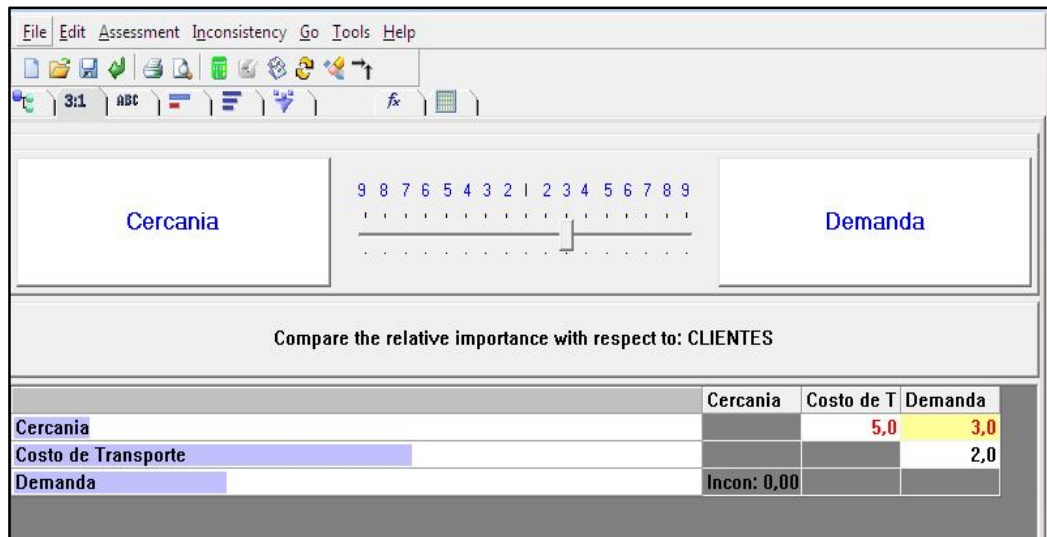 File Edit Assessment Inconsistency Go Tools Help
3:1 ABC fx
Cercania
9 8 7 6 5 4 3 2 | 2 3 4 5 6 7 8 9
Demanda
Compare the relative importance with respect to: CLIENTES
Cercania Costo de T Demanda
Cercania 5,0 3,0
Costo de Transporte 2,0
Demanda Incon: 0,00